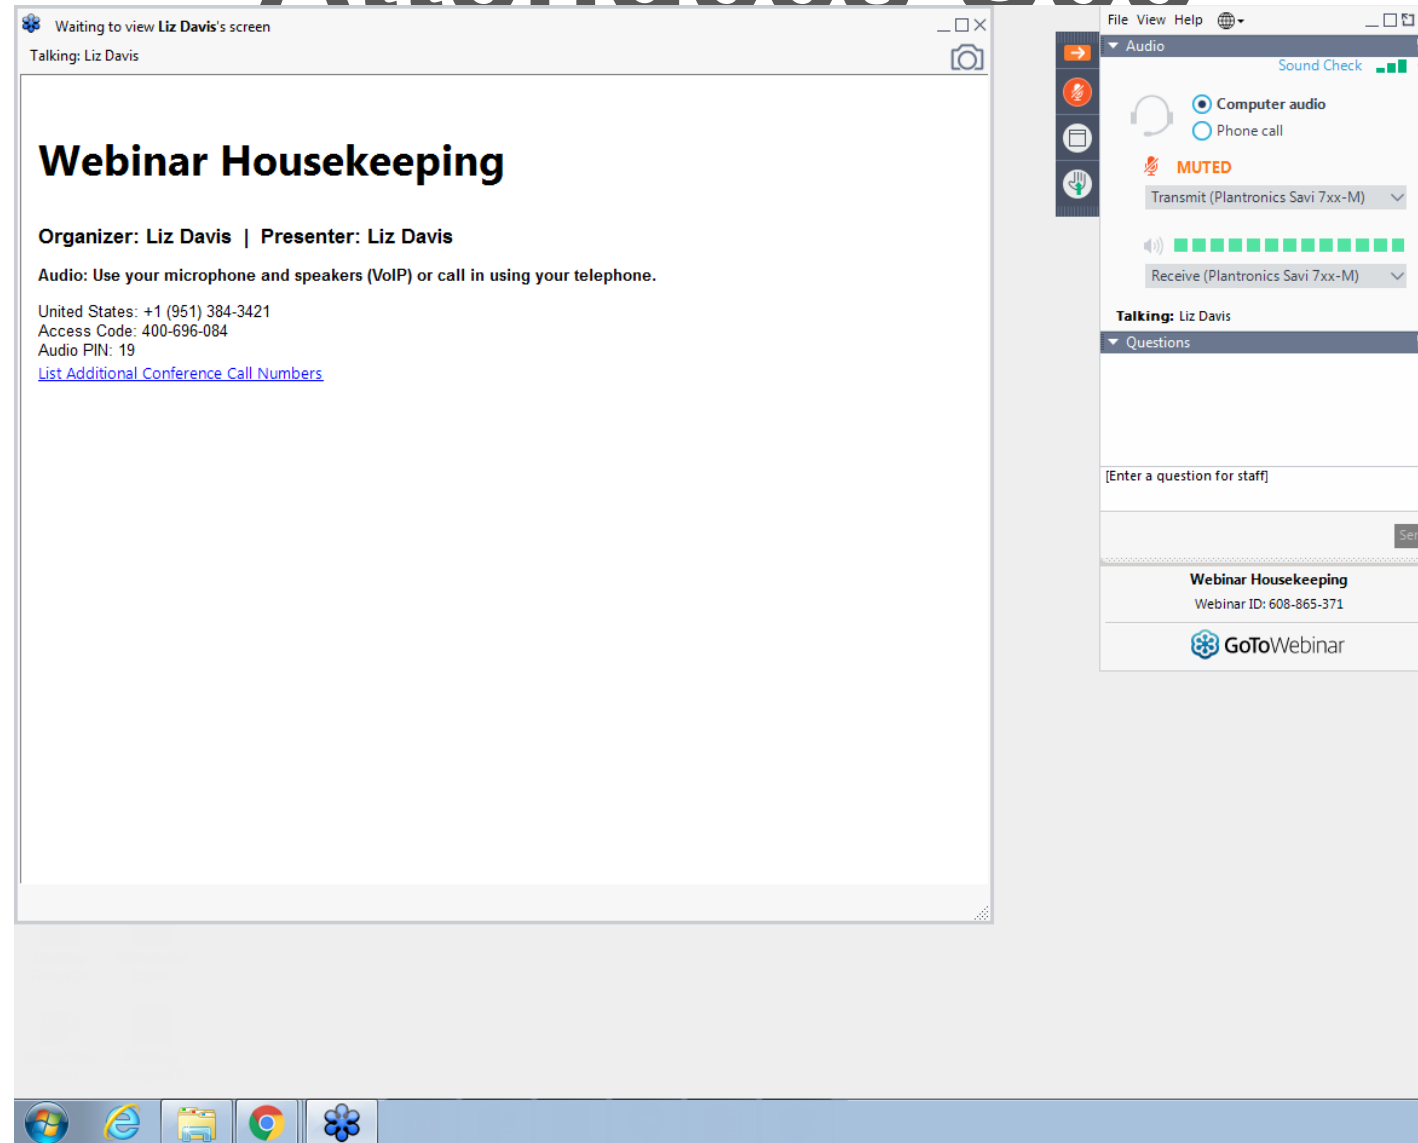 Waiting to view Liz Davis's screen
Talking: Liz Davis
Webinar Housekeeping
Organizer: Liz Davis | Presenter: Liz Davis
Audio: Use your microphone and speakers (VoIP) or call in using your telephone.
United States: +1 (951) 384-3421
Access Code: 400-696-084
Audio PIN: 19
List Additional Conference Call Numbers
File View Help
Audio
Sound Check
Computer audio
Phone call
MUTED
Transmit (Plantronics Savi 7xx-M)
Receive (Plantronics Savi 7xx-M)
Talking: Liz Davis
Questions
[Enter a question for staff]
Webinar Housekeeping
Webinar ID: 608-865-371
GoToWebinar